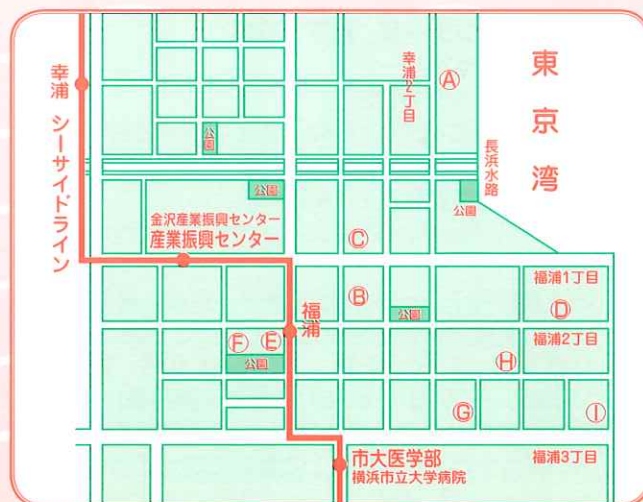 東京湾
幸浦2丁目
Ⓐ
幸浦
シーサイドライン
公園
長浜水路
公園
公園
金沢産業振興センター
産業振興センター
Ⓒ
福浦1丁目
Ⓑ
Ⓓ
福浦
公園
福浦2丁目
Ⓕ
Ⓔ
Ⓗ
公園
Ⓖ
Ⓘ
市大医学部
横浜市立大学病院
福浦3丁目